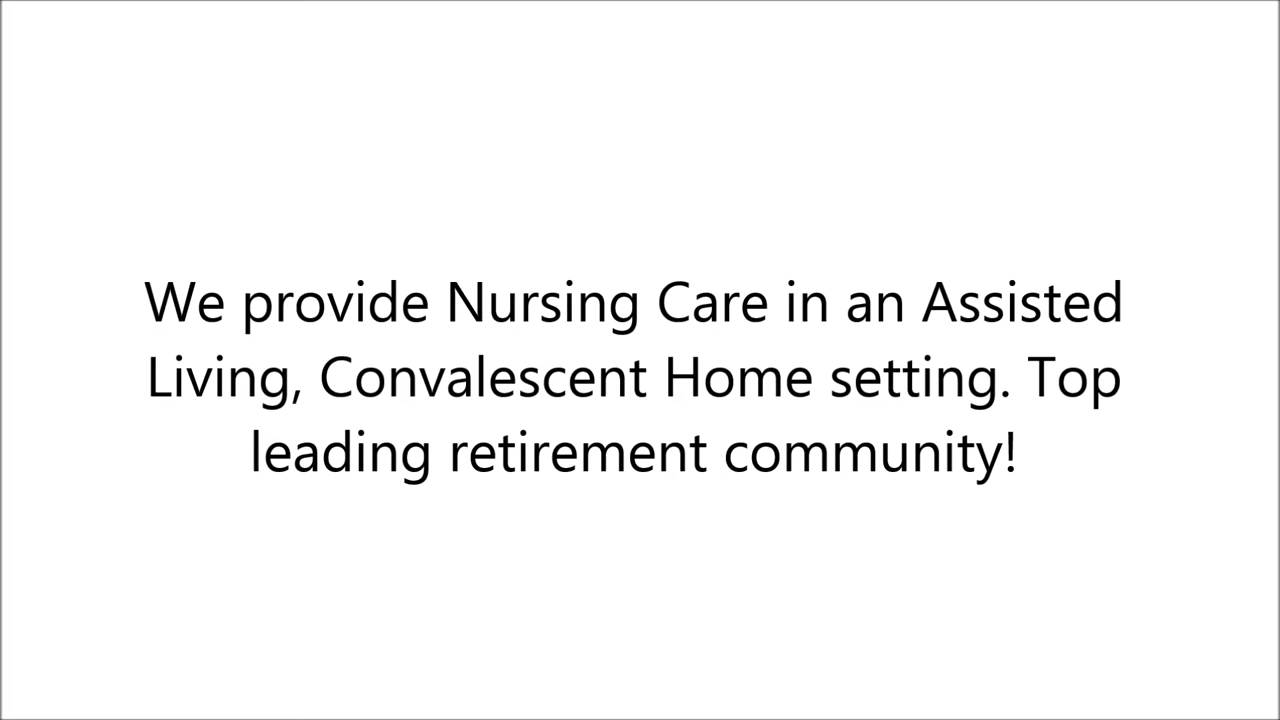 We provide Nursing Care in an Assisted
Living, Convalescent Home setting. Top
leading retirement community!